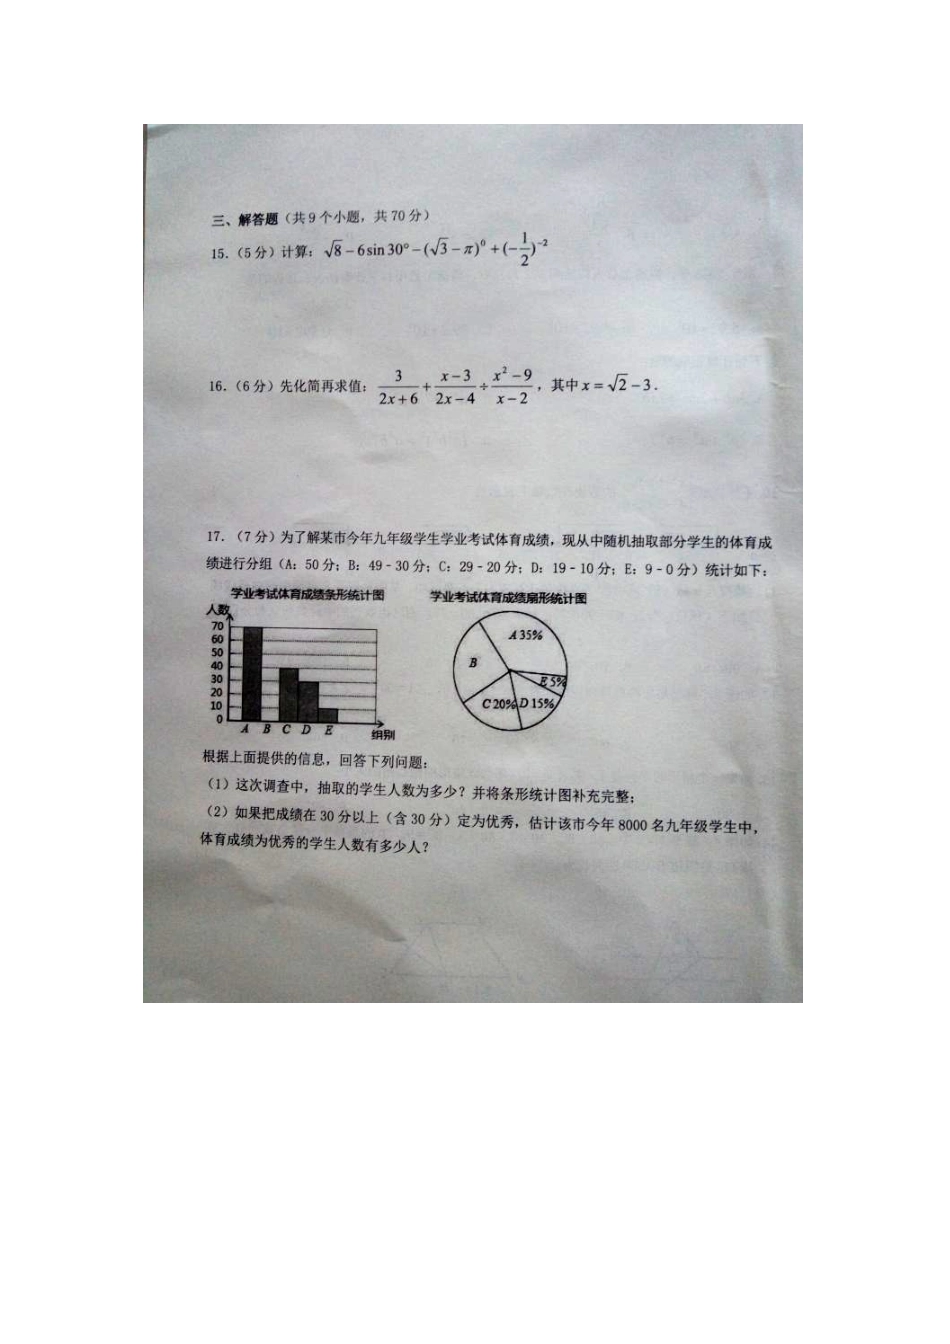 三、解答题（共9个小题，共70分）
15.（5分）计算：√8－6sin30°－(√3－π)⁰＋(－1/2)⁻²
16.（6分）先化简再求值：3/(2x+6)＋(x－3)/(2x－4)÷(x²－9)/(x－2)，其中x＝√2－3.
17.（7分）为了解某市今年九年级学生学业考试体育成绩，现从中随机抽取部分学生的体育成
绩进行分组（A：50分；B：49－30分；C：29－20分；D：19－10分；E：9－0分）统计如下：
学业考试体育成绩条形统计图 学业考试体育成绩扇形统计图
人数
70
60
50
40
30
20
10
0
A B C D E
组别
A 35%
B
E 5%
C 20% D 15%
根据上面提供的信息，回答下列问题：
（1）这次调查中，抽取的学生人数为多少？并将条形统计图补充完整；
（2）如果把成绩在30分以上（含30分）定为优秀，估计该市今年8000名九年级学生中，
体育成绩为优秀的学生人数有多少人？